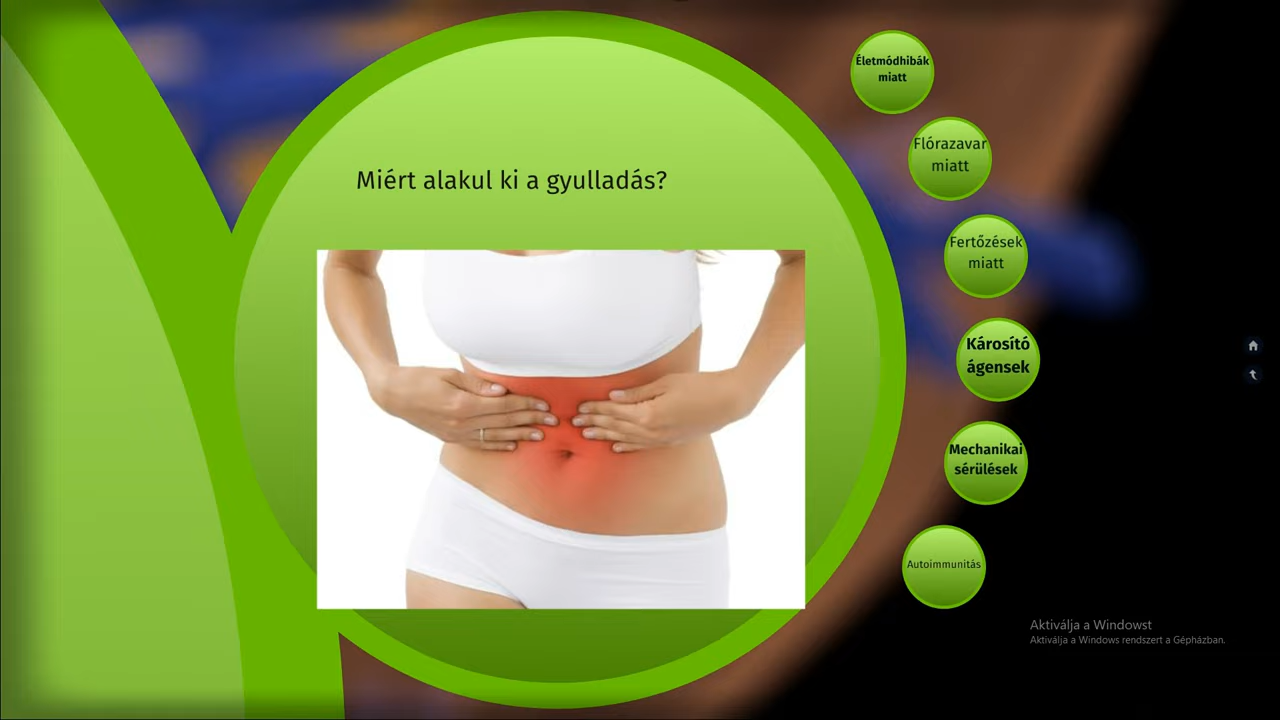 Miért alakul ki a gyulladás?
Életmódhibák
miatt
Flórazavar
miatt
Fertőzések
miatt
Károsító
ágensek
Mechanikai
sérülések
Autoimmunitás
Aktiválja a Windowst
Aktiválja a Windows rendszert a Gépházban.